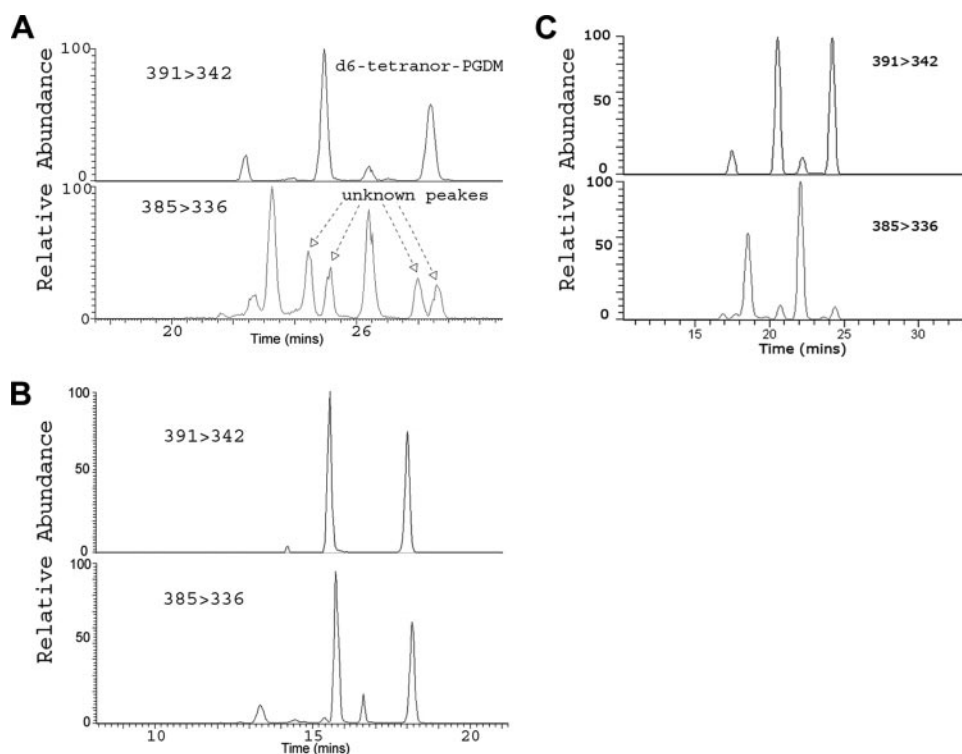 A
Relative Abundance
100
391>342
d6-tetranor-PGDM
0
100
385>336
unknown peakes
0
20
26
Time (mins)
B
Relative Abundance
100
391>342
50
0
100
385>336
50
0
10
15
20
Time (mins)
C
Relative Abundance
100
391>342
50
0
100
385>336
50
0
15
20
25
30
Time (mins)